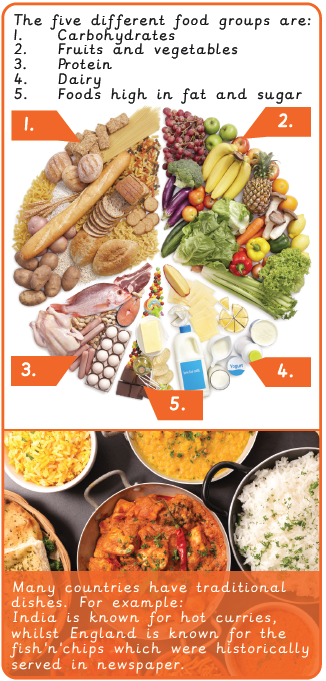 The five different food groups are:
1. Carbohydrates
2. Fruits and vegetables
3. Protein
4. Dairy
5. Foods high in fat and sugar
1.
2.
3.
4.
Yogurt
5.
Many countries have traditional
dishes. For example:
India is known for hot curries,
whilst England is known for the
fish'n'chips which were historically
served in newspaper.